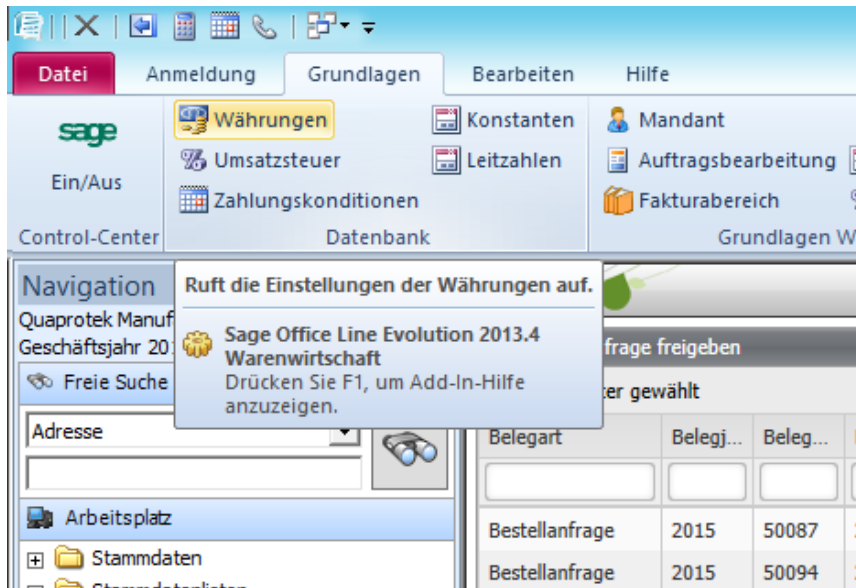 Datei Anmeldung Grundlagen Bearbeiten Hilfe
sage
Ein/Aus
Control-Center
Währungen
Umsatzsteuer
Zahlungskonditionen
Konstanten
Leitzahlen
Datenbank
Mandant
Auftragsbearbeitung
Fakturabereich
Grundlagen W
Navigation
Quaprotek Manuf
Geschäftsjahr 20
Ruft die Einstellungen der Währungen auf.
Sage Office Line Evolution 2013.4
Warenwirtschaft
Drücken Sie F1, um Add-In-Hilfe
anzuzeigen.
Freie Suche
Adresse
Arbeitsplatz
Stammdaten
frage freigeben
ter gewählt
Belegart Belegj... Beleg...
Bestellanfrage 2015 50087
Bestellanfrage 2015 50094